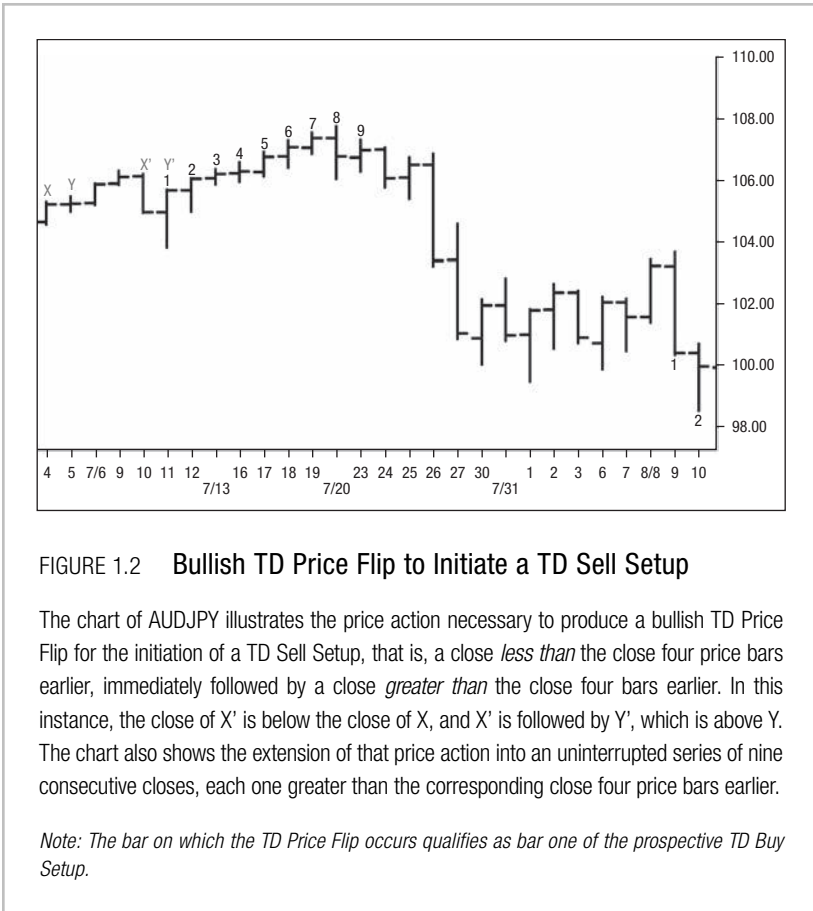 110.00
108.00
106.00
104.00
102.00
100.00
98.00
X Y X' Y' 1 2 3 4 5 6 7 8 9 1 2
4 5 7/6 9 10 11 12 16 17 18 19 23 24 25 26 27 30 1 2 3 6 7 8/8 9 10
7/13 7/20 7/31
FIGURE 1.2 Bullish TD Price Flip to Initiate a TD Sell Setup
The chart of AUDJPY illustrates the price action necessary to produce a bullish TD Price
Flip for the initiation of a TD Sell Setup, that is, a close less than the close four price bars
earlier, immediately followed by a close greater than the close four bars earlier. In this
instance, the close of X’ is below the close of X, and X’ is followed by Y’, which is above Y.
The chart also shows the extension of that price action into an uninterrupted series of nine
consecutive closes, each one greater than the corresponding close four price bars earlier.
Note: The bar on which the TD Price Flip occurs qualifies as bar one of the prospective TD Buy
Setup.